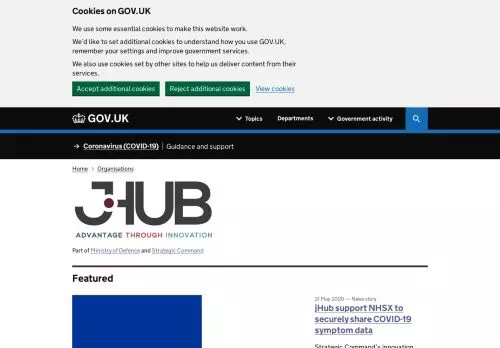 Cookies on GOV.UK
We use some essential cookies to make this website work.
We'd like to set additional cookies to understand how you use GOV.UK,
remember your settings and improve government services.
We also use cookies set by other sites to help us deliver content from their
services.
Accept additional cookies Reject additional cookies View cookies
GOV.UK Topics Departments Government activity
→ Coronavirus (COVID-19) Guidance and support
Home > Organisations
JHUB
ADVANTAGE THROUGH INNOVATION
Part of Ministry of Defence and Strategic Command
Featured
21 May 2020 — News story
jHub support NHSX to
securely share COVID-19
symptom data
Strategic Command's innovation